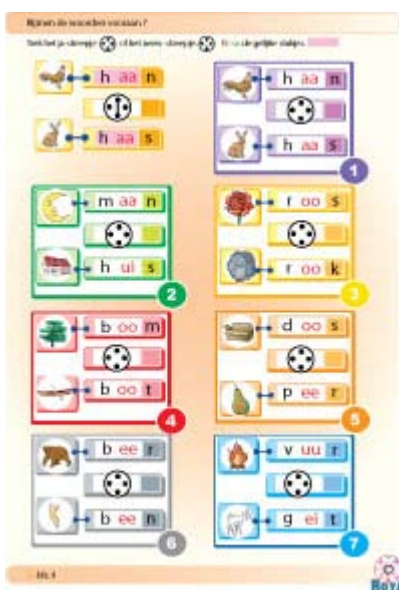 Rijmen de woorden vooraan ?
h aa n
h aa s
h aa n
h aa s
1
m aa n
h ui s
2
r oo s
r oo k
3
b oo m
b oo t
4
d oo s
p ee r
5
b ee r
b ee n
6
v uu r
g ei t
7